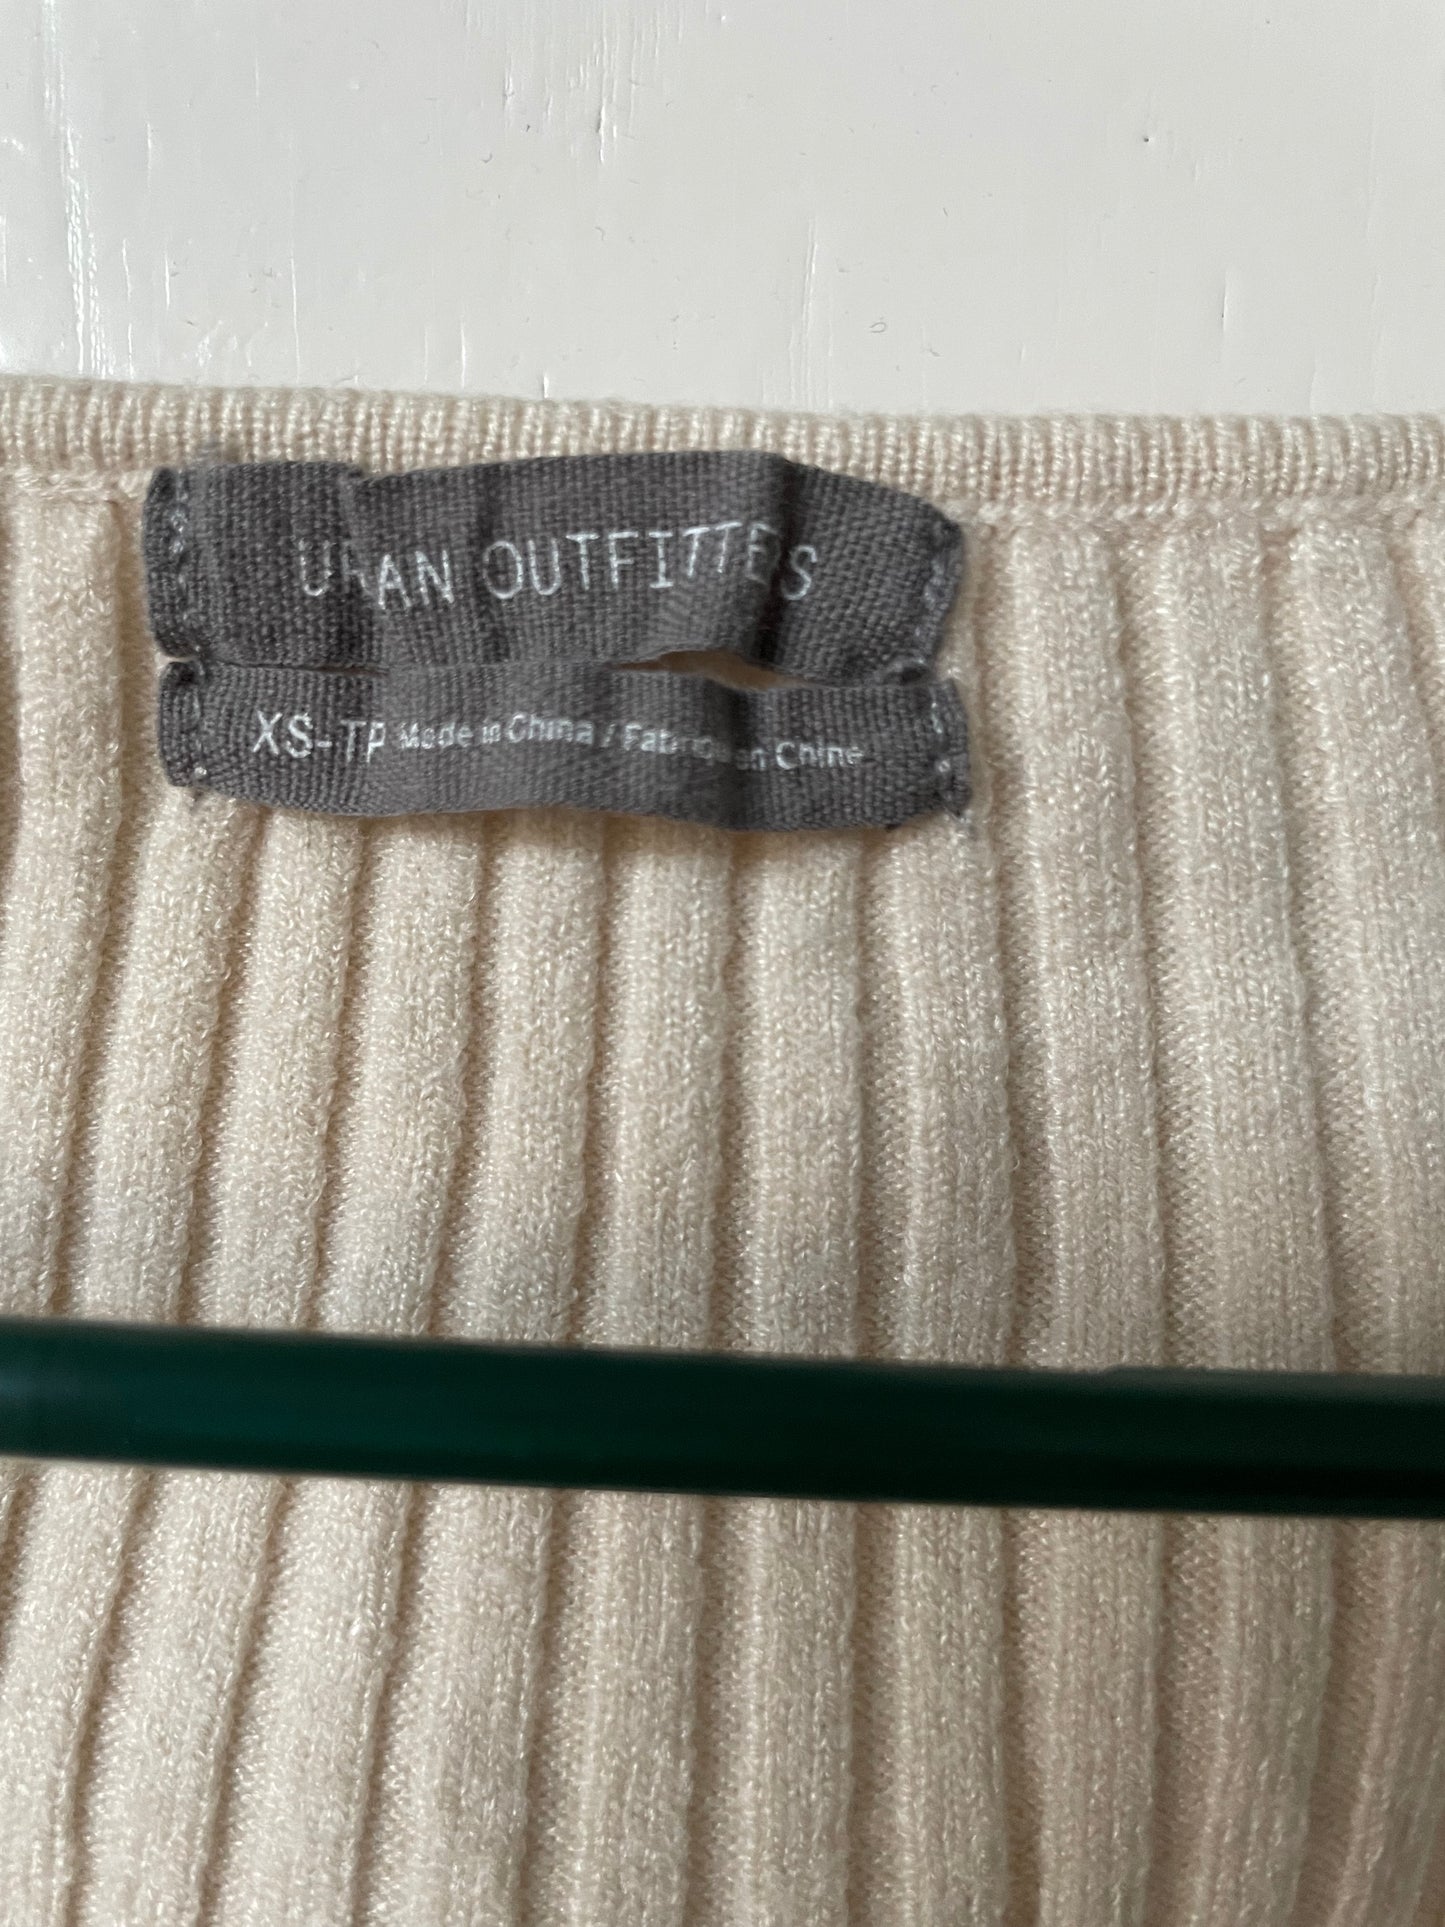 URBAN OUTFITTERS
XS-TP Made in China / Fabriqué en Chine